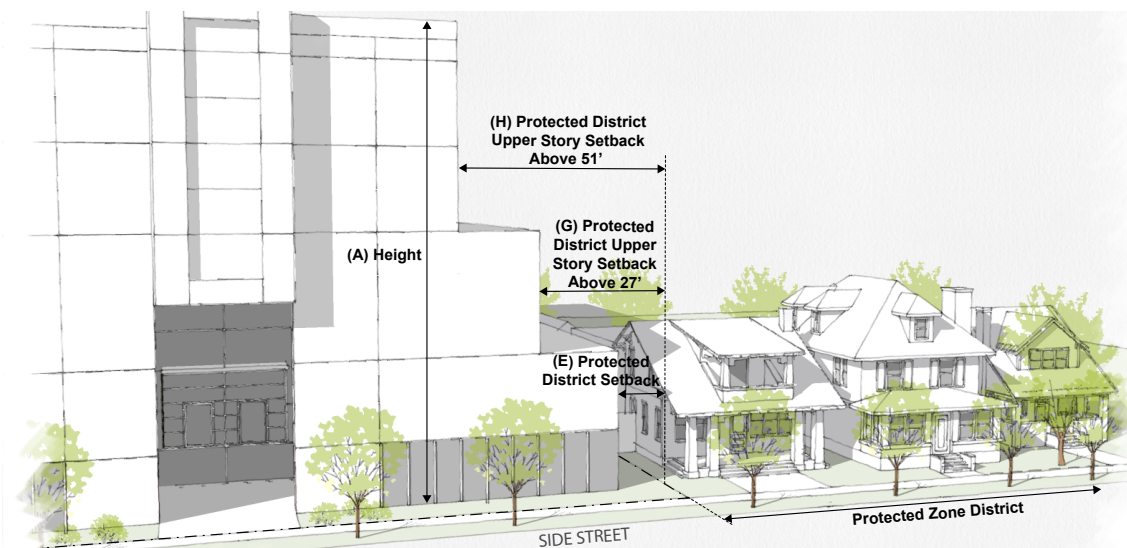 (H) Protected District
Upper Story Setback
Above 51’
(G) Protected
District Upper
Story Setback
Above 27’
(A) Height
(E) Protected
District Setback
Protected Zone District
SIDE STREET